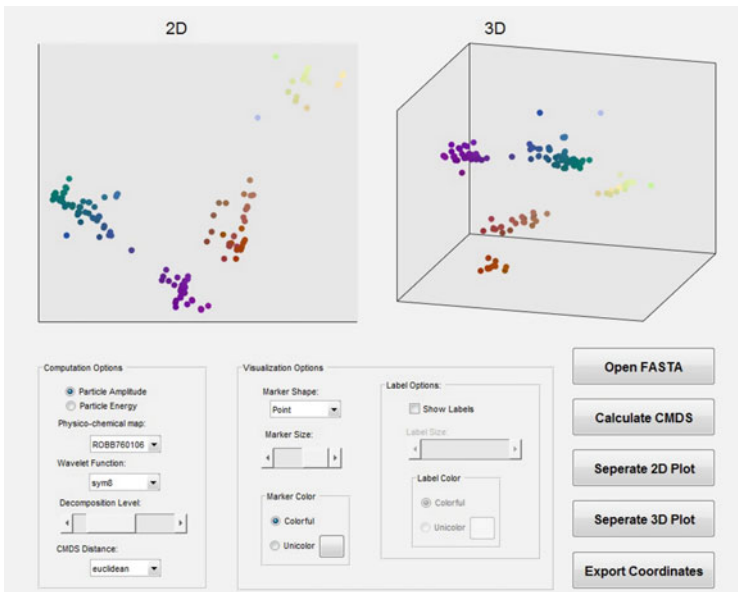 2D
3D
Computation Options
Particle Amplitude
Particle Energy
Physico-chemical map:
ROBB760106
Wavelet Function:
sym8
Decomposition Level:
CMDS Distance:
euclidean
Visualization Options
Marker Shape:
Point
Marker Size:
Marker Color
Colorful
Unicolor
Label Options:
Show Labels
Label Size:
Label Color
Colorful
Unicolor
Open FASTA
Calculate CMDS
Seperate 2D Plot
Seperate 3D Plot
Export Coordinates